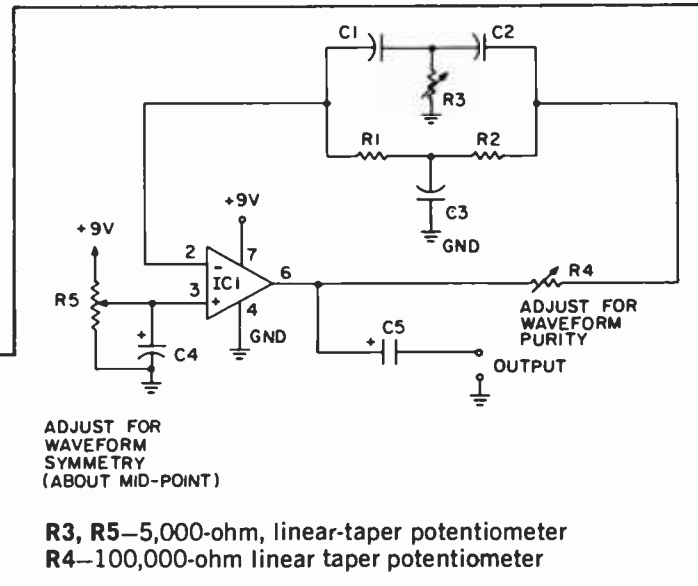 C1
C2
R3
R1
R2
C3
GND
+9V
+9V
2
7
-
IC1
6
R4
R5
3
+
4
GND
+
C4
+
C5
ADJUST FOR
WAVEFORM
PURITY
OUTPUT
ADJUST FOR
WAVEFORM
SYMMETRY
(ABOUT MID-POINT)
R3, R5—5,000-ohm, linear-taper potentiometer
R4—100,000-ohm linear taper potentiometer